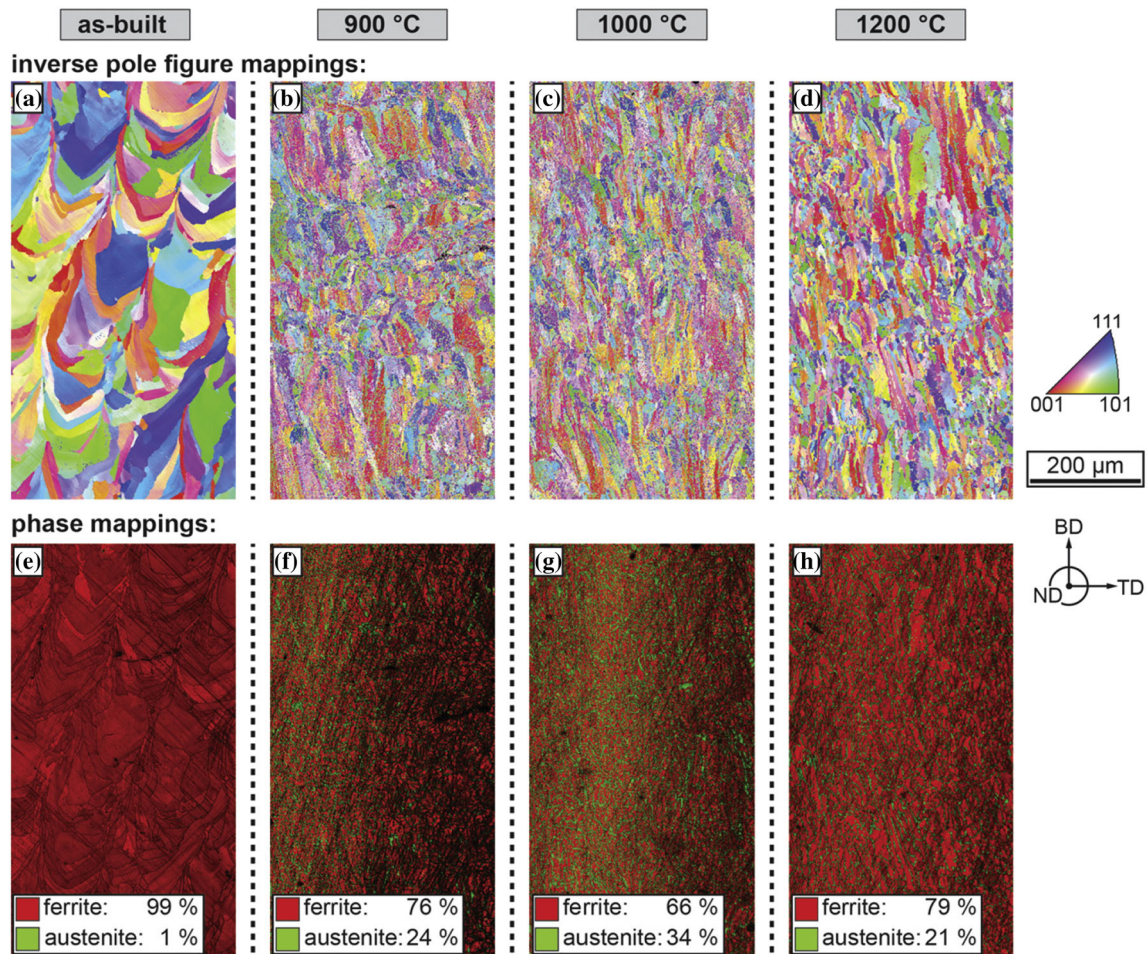 as-built 900 °C 1000 °C 1200 °C
inverse pole figure mappings:
(a) (b) (c) (d)
111
001 101
200 µm
phase mappings:
(e) (f) (g) (h)
BD
ND TD
ferrite: 99 % ferrite: 76 % ferrite: 66 % ferrite: 79 %
austenite: 1 % austenite: 24 % austenite: 34 % austenite: 21 %